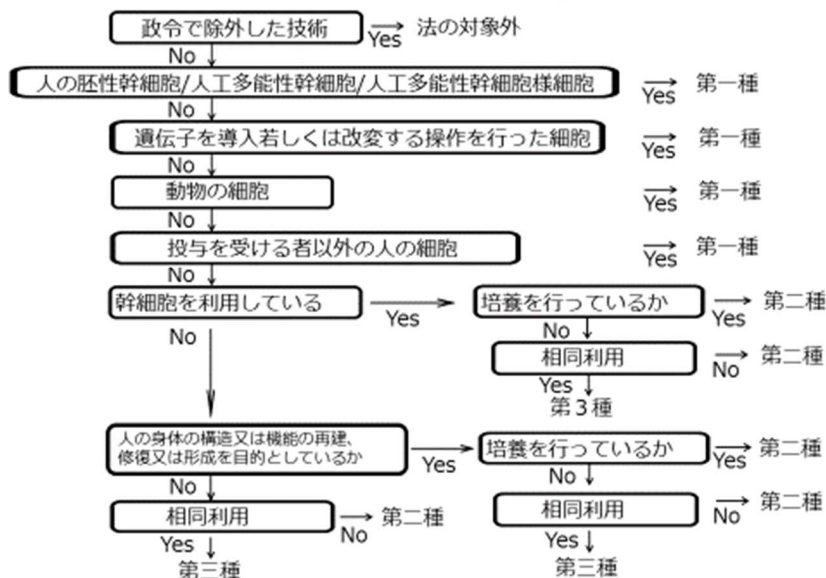 政令で除外した技術
Yes
法の対象外
No
人の胚性幹細胞/人工多能性幹細胞/人工多能性幹細胞様細胞
Yes
第一種
No
遺伝子を導入若しくは改変する操作を行った細胞
Yes
第一種
No
動物の細胞
Yes
第一種
No
投与を受ける者以外の人の細胞
Yes
第一種
No
幹細胞を利用している
Yes
培養を行っているか
Yes
第二種
No
No
相同利用
No
第二種
Yes
第３種
人の身体の構造又は機能の再建、
修復又は形成を目的としているか
Yes
培養を行っているか
Yes
第二種
No
No
相同利用
No
第二種
相同利用
No
第二種
Yes
第三種
Yes
第三種